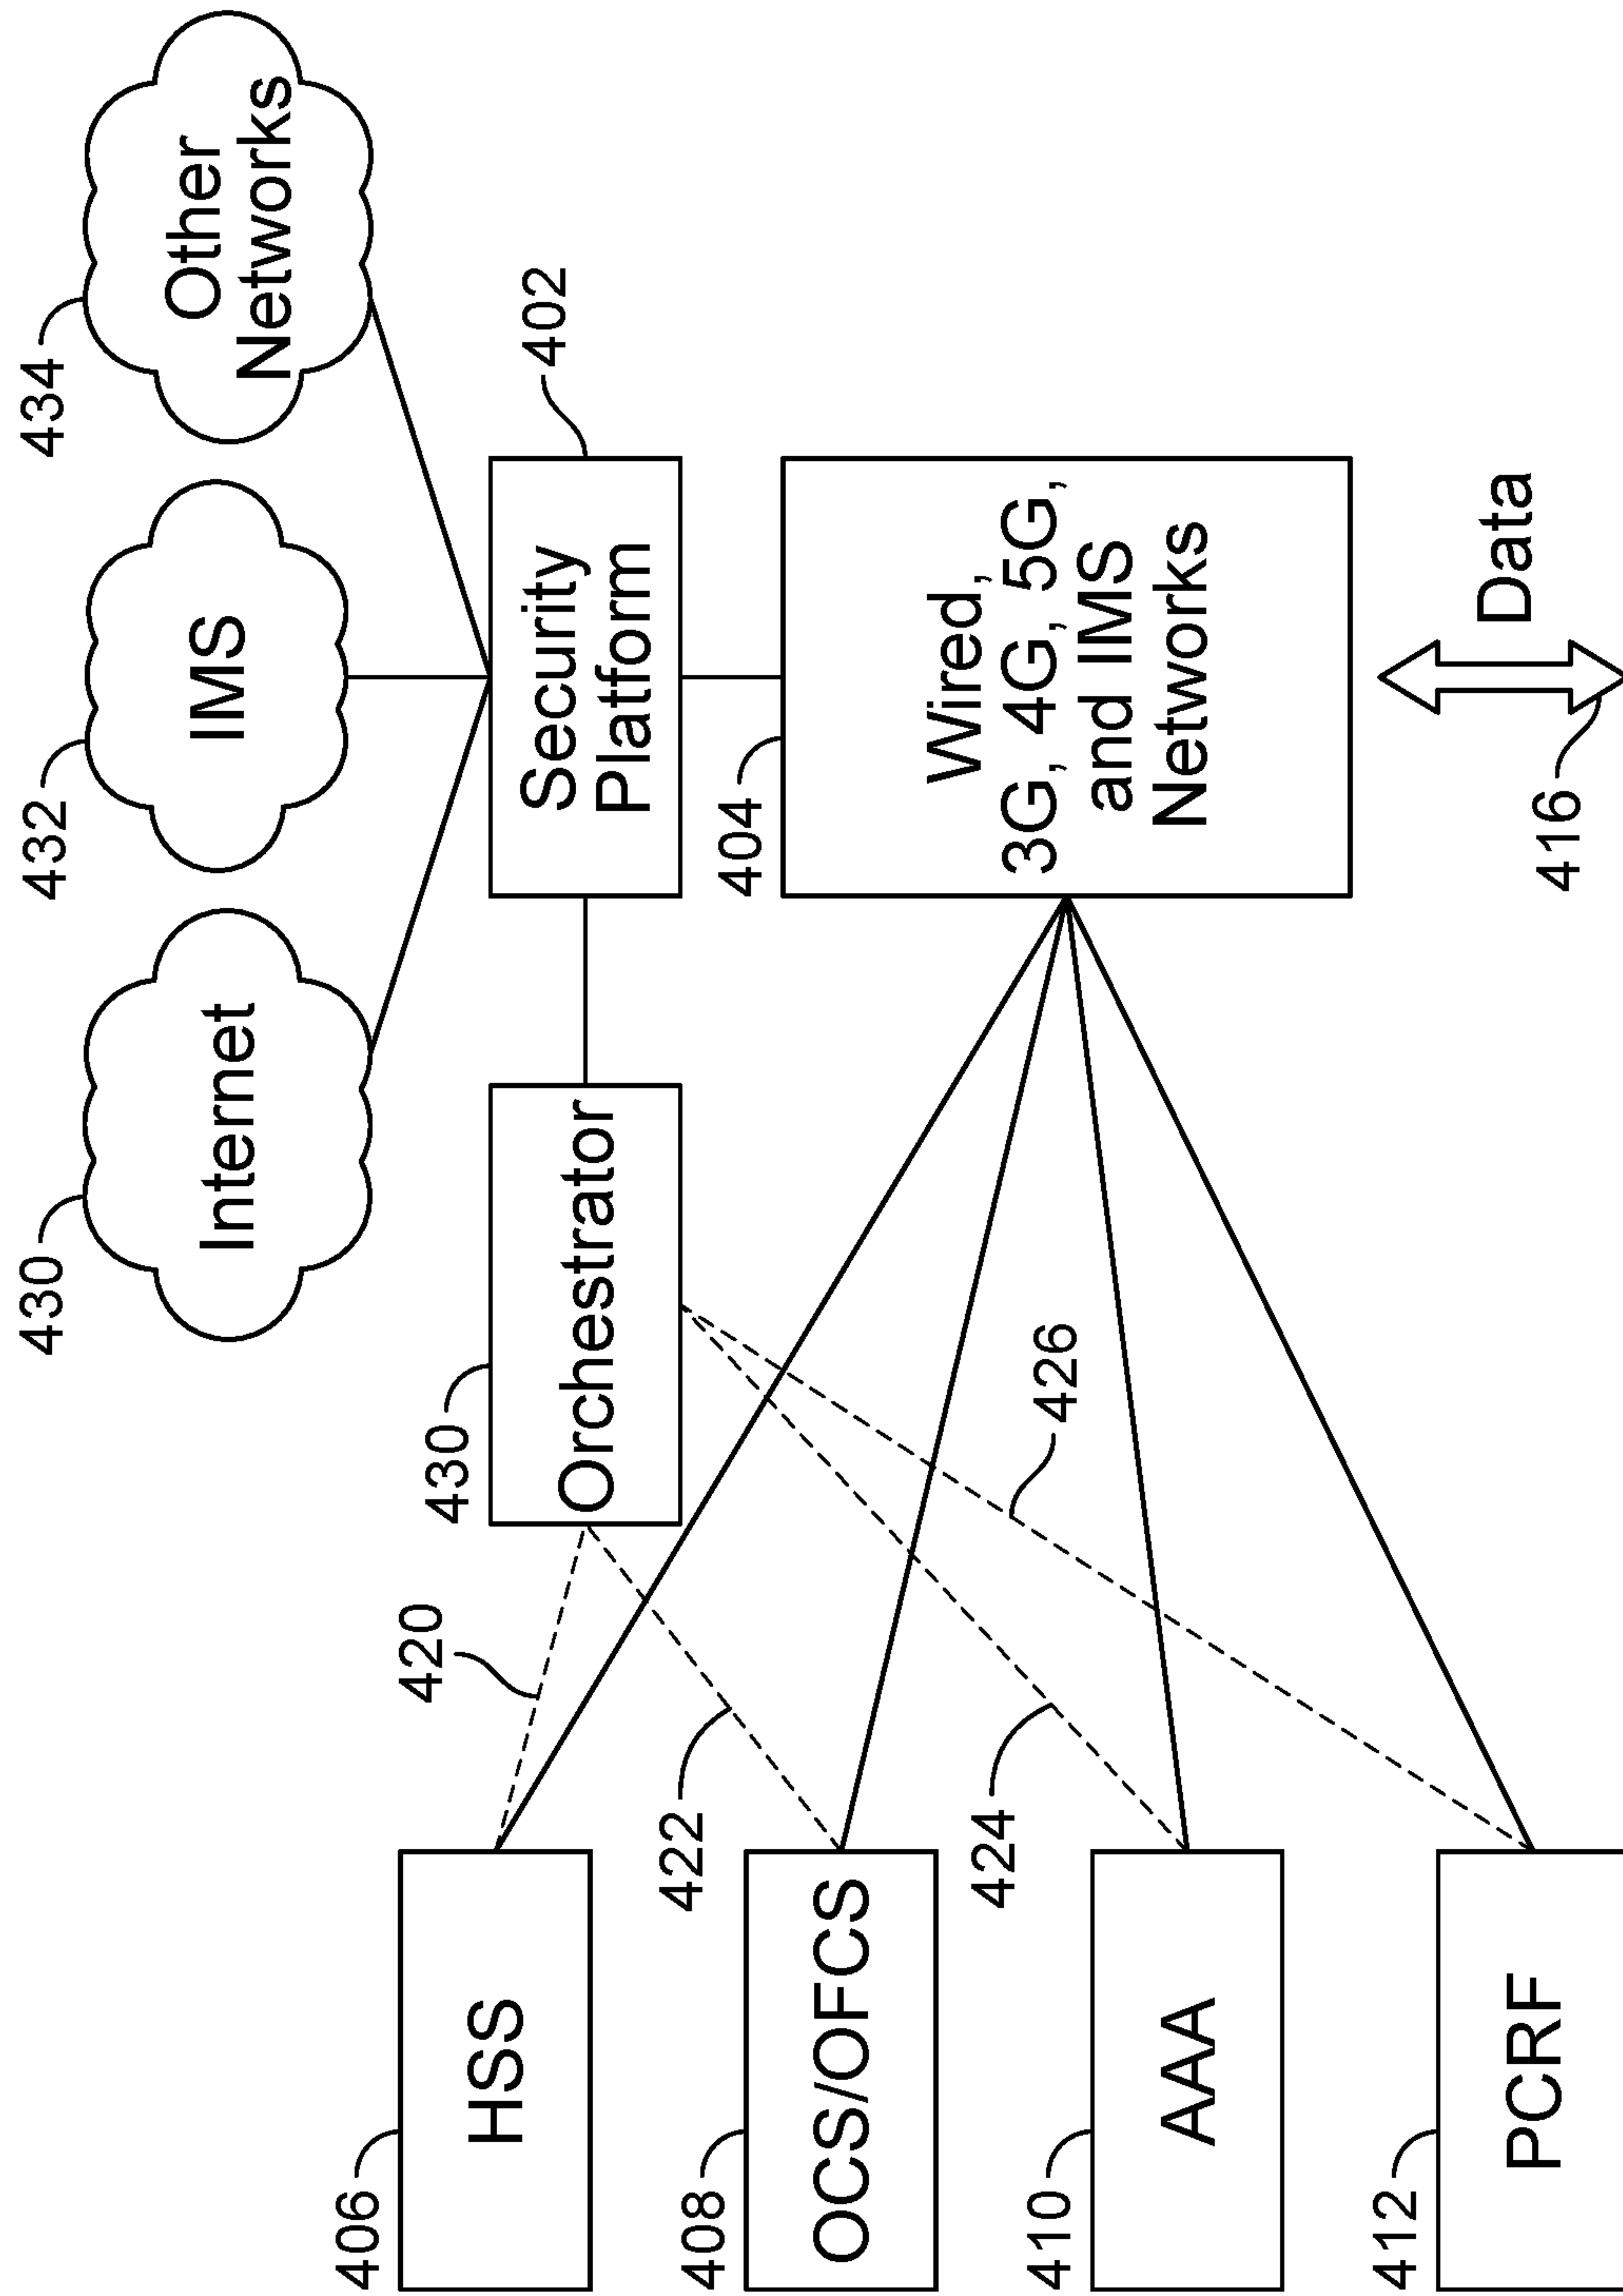 430
Internet
432
IMS
434
Other
Networks
430
Orchestrator
Security
Platform
402
420
406
HSS
422
408
OCS/OFCS
404
Wired,
3G, 4G, 5G,
and IMS
Networks
424
426
410
AAA
412
PCRF
416
Data